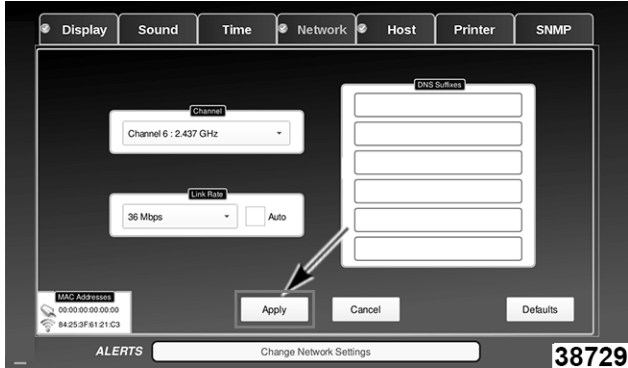 Display Sound Time Network Host Printer SNMP
DNS Suffixes
Channel
Channel 6 : 2.437 GHz
Link Rate
36 Mbps Auto
MAC Addresses
00:00:00:00:00:00
84:25:3F:61:21:C3
Apply Cancel Defaults
ALERTS Change Network Settings
38729